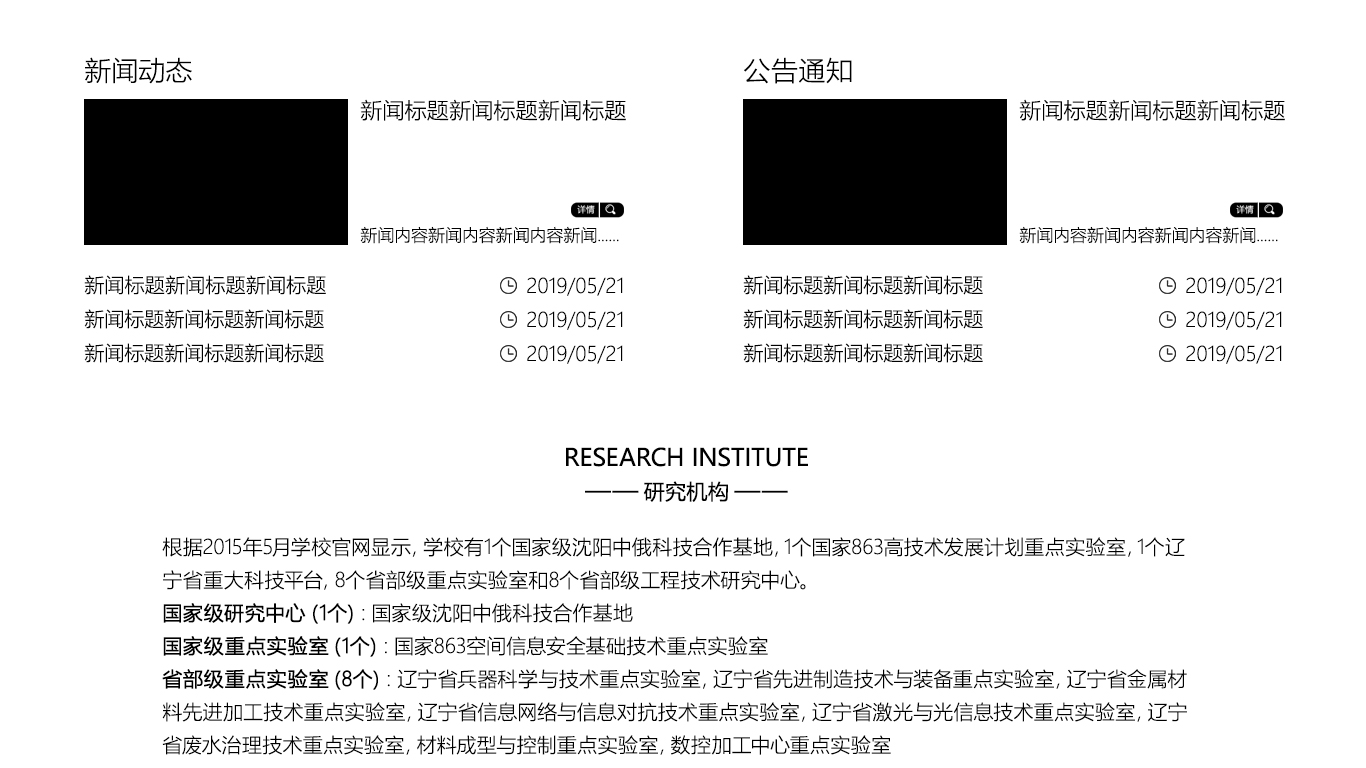 新闻动态
新闻标题新闻标题新闻标题
详情
新闻内容新闻内容新闻内容新闻......
新闻标题新闻标题新闻标题 2019/05/21
新闻标题新闻标题新闻标题 2019/05/21
新闻标题新闻标题新闻标题 2019/05/21
公告通知
新闻标题新闻标题新闻标题
详情
新闻内容新闻内容新闻内容新闻......
新闻标题新闻标题新闻标题 2019/05/21
新闻标题新闻标题新闻标题 2019/05/21
新闻标题新闻标题新闻标题 2019/05/21
RESEARCH INSTITUTE
—— 研究机构 ——
根据2015年5月学校官网显示, 学校有1个国家级沈阳中俄科技合作基地, 1个国家863高技术发展计划重点实验室, 1个辽
宁省重大科技平台, 8个省部级重点实验室和8个省部级工程技术研究中心。
国家级研究中心 (1个) : 国家级沈阳中俄科技合作基地
国家级重点实验室 (1个) : 国家863空间信息安全基础技术重点实验室
省部级重点实验室 (8个) : 辽宁省兵器科学与技术重点实验室, 辽宁省先进制造技术与装备重点实验室, 辽宁省金属材
料先进加工技术重点实验室, 辽宁省信息网络与信息对抗技术重点实验室, 辽宁省激光与光信息技术重点实验室, 辽宁
省废水治理技术重点实验室, 材料成型与控制重点实验室, 数控加工中心重点实验室